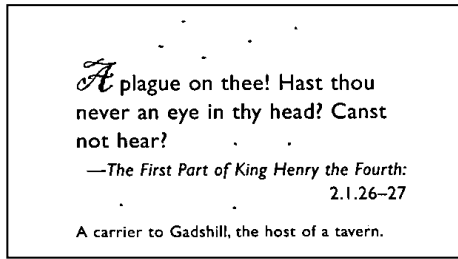 A plague on thee! Hast thou
never an eye in thy head? Canst
not hear?
—The First Part of King Henry the Fourth:
2.1.26–27
A carrier to Gadshill, the host of a tavern.